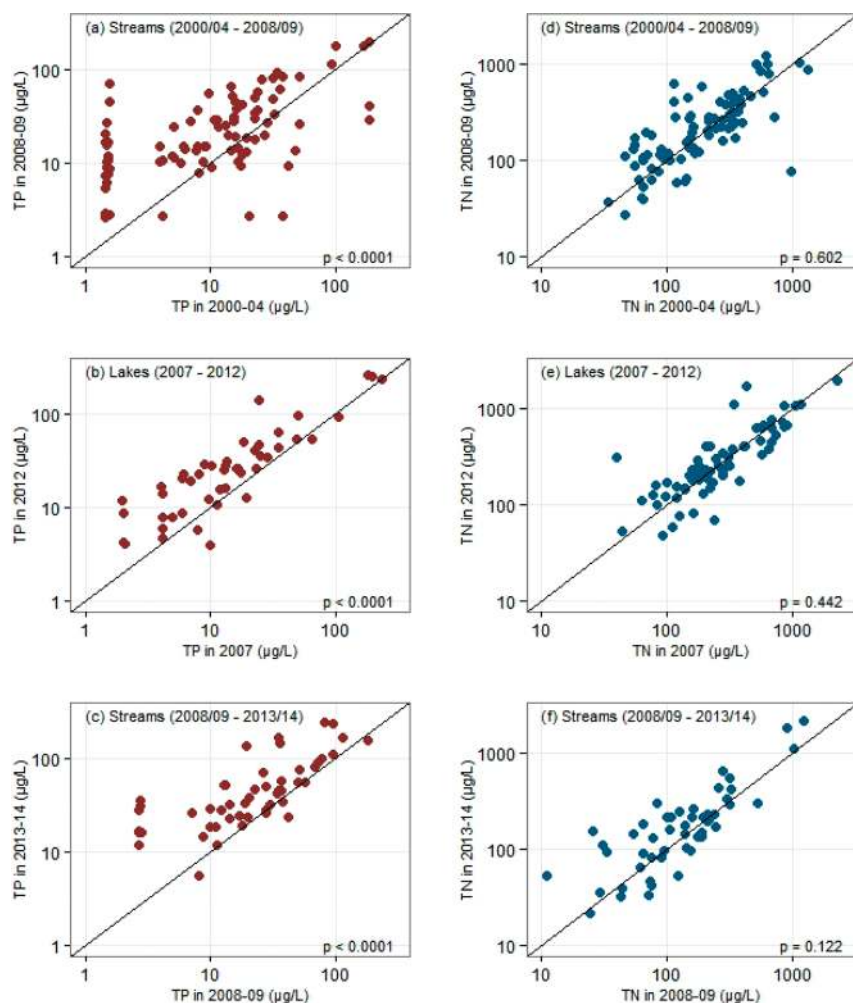 (a) Streams (2000/04 - 2008/09)
TP in 2008-09 (µg/L)
100
10
1
p < 0.0001
1
10
100
TP in 2000-04 (µg/L)
(d) Streams (2000/04 - 2008/09)
TN in 2008-09 (µg/L)
1000
100
10
p = 0.602
10
100
1000
TN in 2000-04 (µg/L)
(b) Lakes (2007 - 2012)
TP in 2012 (µg/L)
100
10
1
p < 0.0001
1
10
100
TP in 2007 (µg/L)
(e) Lakes (2007 - 2012)
TN in 2012 (µg/L)
1000
100
10
p = 0.442
10
100
1000
TN in 2007 (µg/L)
(c) Streams (2008/09 - 2013/14)
TP in 2013-14 (µg/L)
100
10
1
p < 0.0001
1
10
100
TP in 2008-09 (µg/L)
(f) Streams (2008/09 - 2013/14)
TN in 2013-14 (µg/L)
1000
100
10
p = 0.122
10
100
1000
TN in 2008-09 (µg/L)